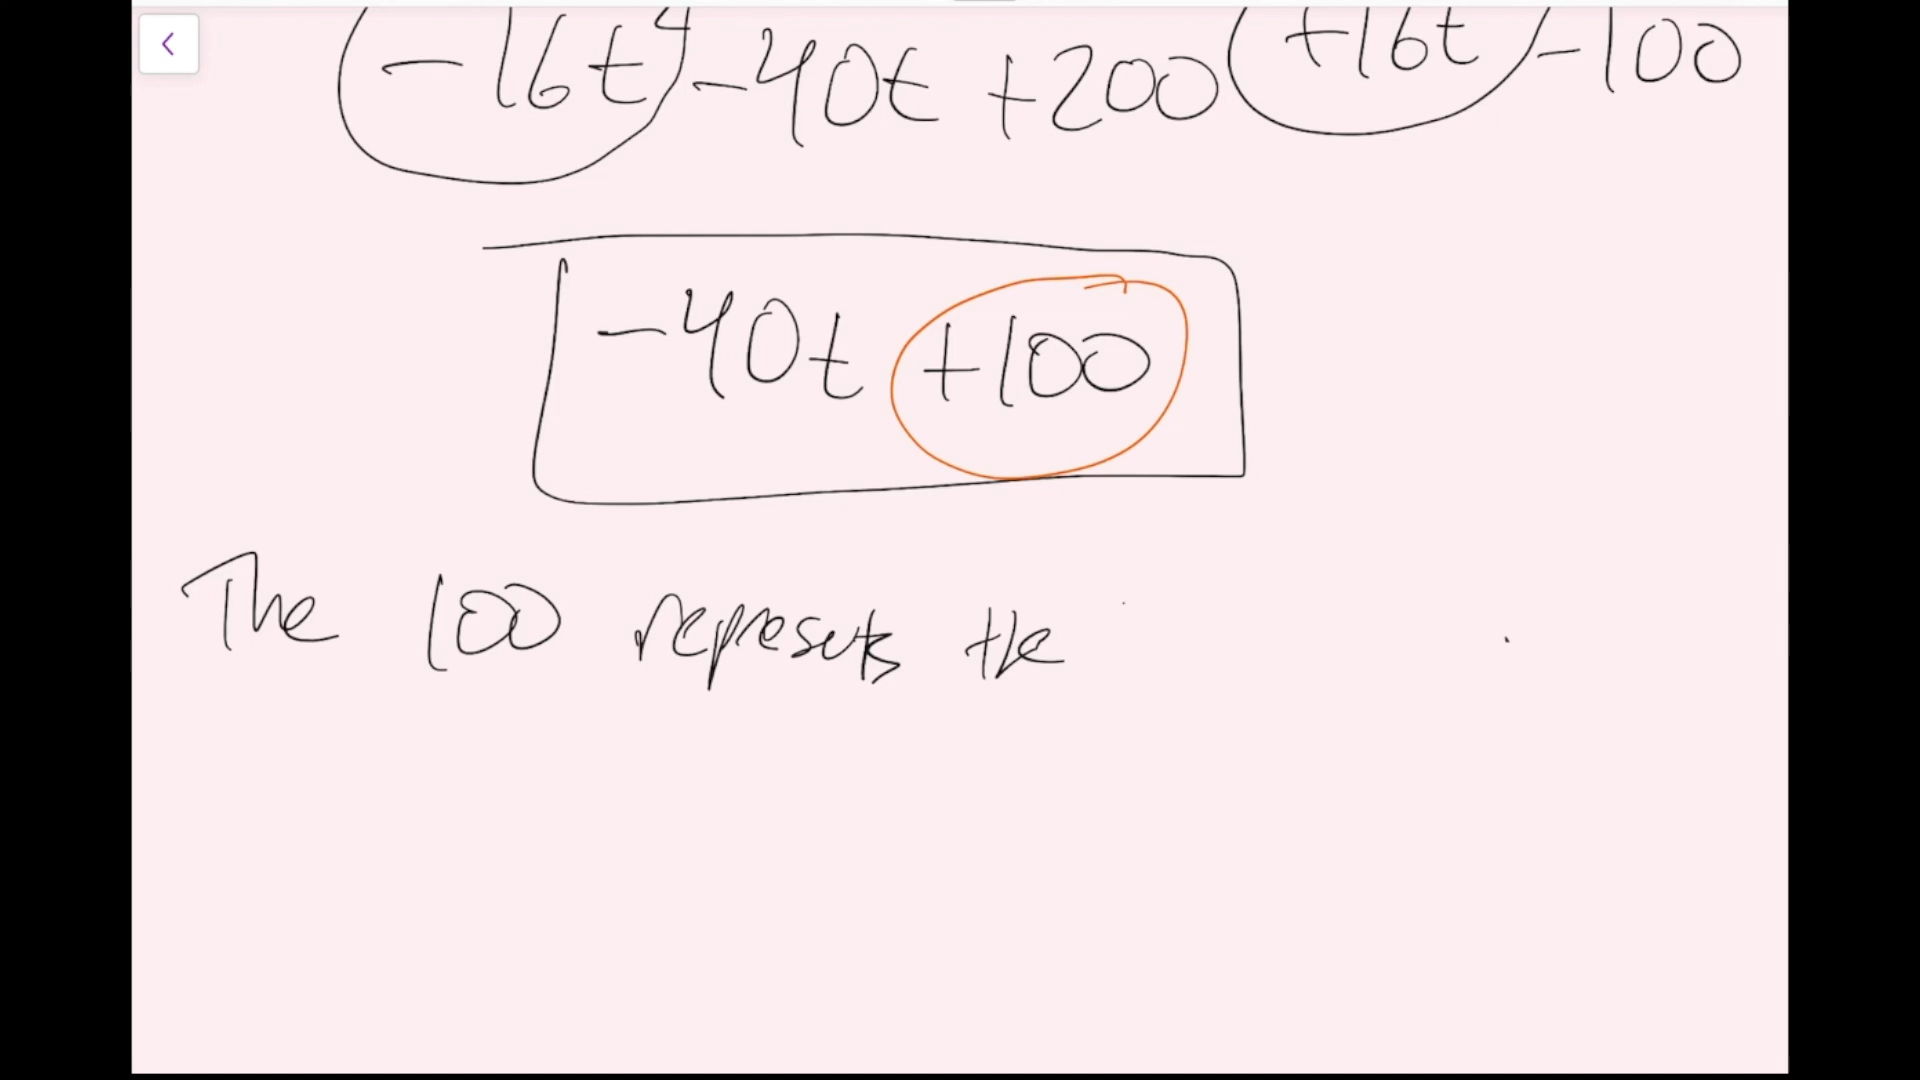 -16t⁴ -40t +200 +16t -100
-40t +100
The 100 represents the